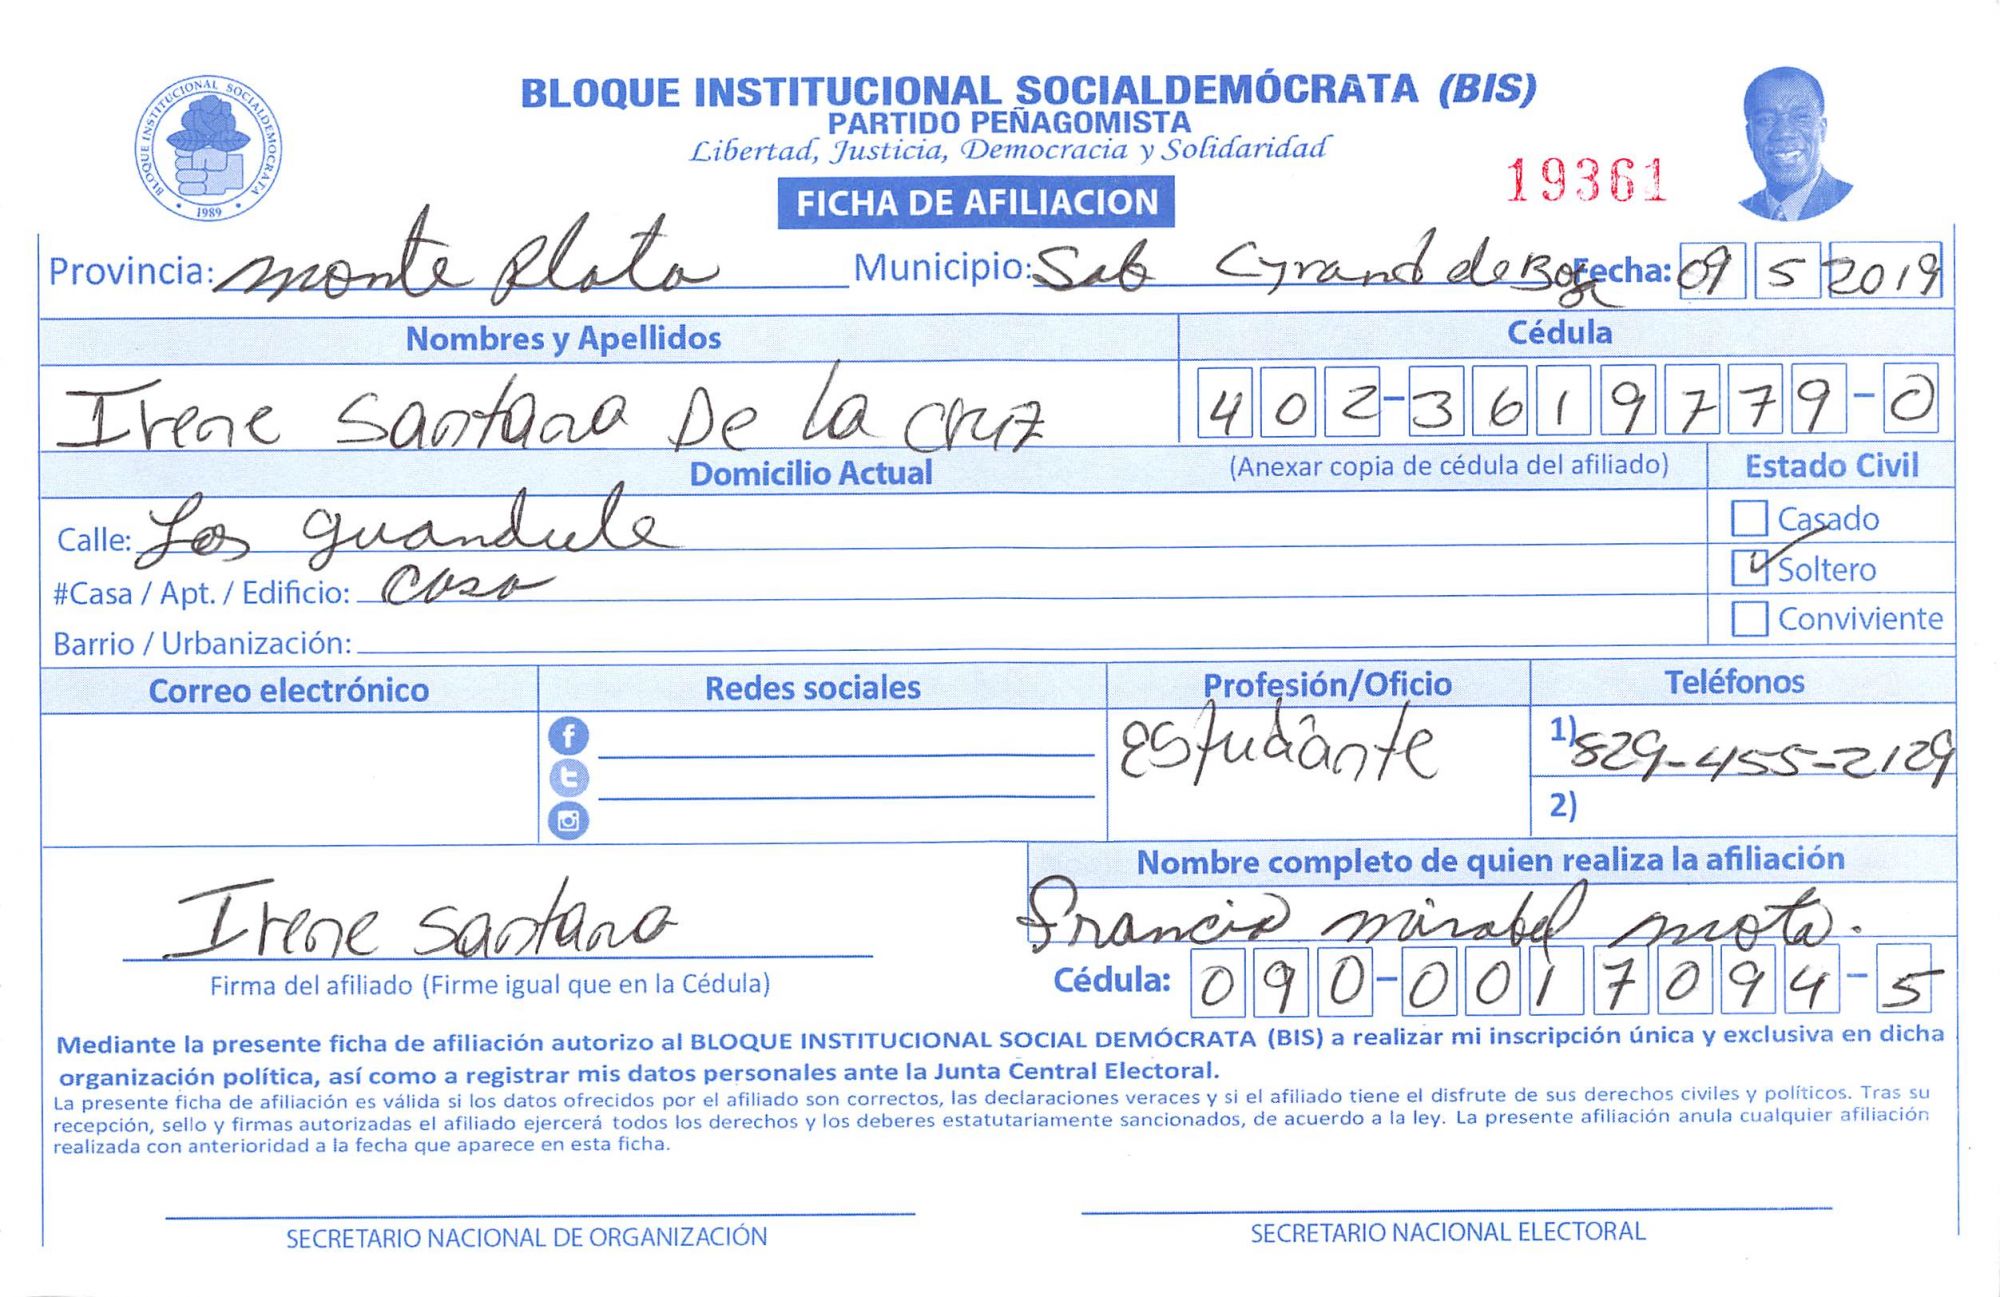 BLOQUE INSTITUCIONAL SOCIALDEMOCRATA
1989
BLOQUE INSTITUCIONAL SOCIALDEMÓCRATA (BIS)
PARTIDO PEÑAGOMISTA
Libertad, Justicia, Democracia y Solidaridad
FICHA DE AFILIACION
19361
Provincia: Monte Plata Municipio: Sab Grand de Boya Fecha: 09 5 2019
Nombres y Apellidos Cédula
Irene Santana De La Cruz 402-3619779-0
Domicilio Actual (Anexar copia de cédula del afiliado) Estado Civil
Calle: Los guandule
Casado
#Casa / Apt. / Edificio: Casa
Soltero
Barrio / Urbanización:
Conviviente
Correo electrónico Redes sociales Profesión/Oficio Teléfonos
estudiante
1) 829-455-2129
2)
Nombre completo de quien realiza la afiliación
Irene Santana
Francia mirabel mota.
Firma del afiliado (Firme igual que en la Cédula)
Cédula: 090-0017094-5
Mediante la presente ficha de afiliación autorizo al BLOQUE INSTITUCIONAL SOCIAL DEMÓCRATA (BIS) a realizar mi inscripción única y exclusiva en dicha
organización política, así como a registrar mis datos personales ante la Junta Central Electoral.
La presente ficha de afiliación es válida si los datos ofrecidos por el afiliado son correctos, las declaraciones veraces y si el afiliado tiene el disfrute de sus derechos civiles y políticos. Tras su
recepción, sello y firmas autorizadas el afiliado ejercerá todos los derechos y los deberes estatutariamente sancionados, de acuerdo a la ley. La presente afiliación anula cualquier afiliación
realizada con anterioridad a la fecha que aparece en esta ficha.
SECRETARIO NACIONAL DE ORGANIZACIÓN
SECRETARIO NACIONAL ELECTORAL